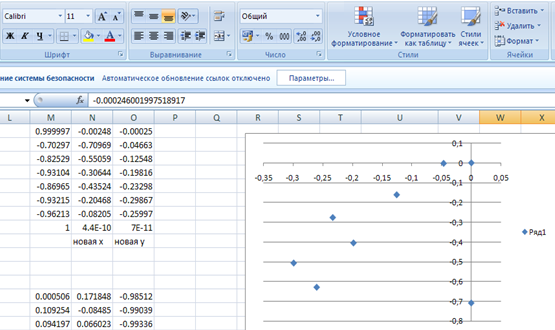 Calibri 11 A A
Общий
Ж К Ч A
% 000
Условное форматирование
Форматировать как таблицу
Стили ячеек
Вставить
Удалить
Формат
Шрифт Выравнивание Число Стили Ячейки
ние системы безопасности Автоматическое обновление ссылок отключено Параметры...
fx -0.000246001997518917
L M N O P Q R S T U V W X
0.999997 -0.00248 -0.00025
-0.70297 -0.70969 -0.04663
-0.82529 -0.55059 -0.12548
-0.93104 -0.30644 -0.19816
-0.86965 -0.43524 -0.23298
-0.93215 -0.20468 -0.29867
-0.96213 -0.08205 -0.25997
1 4.4E-10 7E-11
новая x новая y
0.000506 0.171848 -0.98512
0.109254 -0.08485 -0.99039
0.094197 0.066023 -0.99336
0,1
0
-0,35 -0,3 -0,25 -0,2 -0,15 -0,1 -0,05 0 0,05
-0,1
-0,2
-0,3
-0,4
-0,5
-0,6
-0,7
-0,8
Ряд1